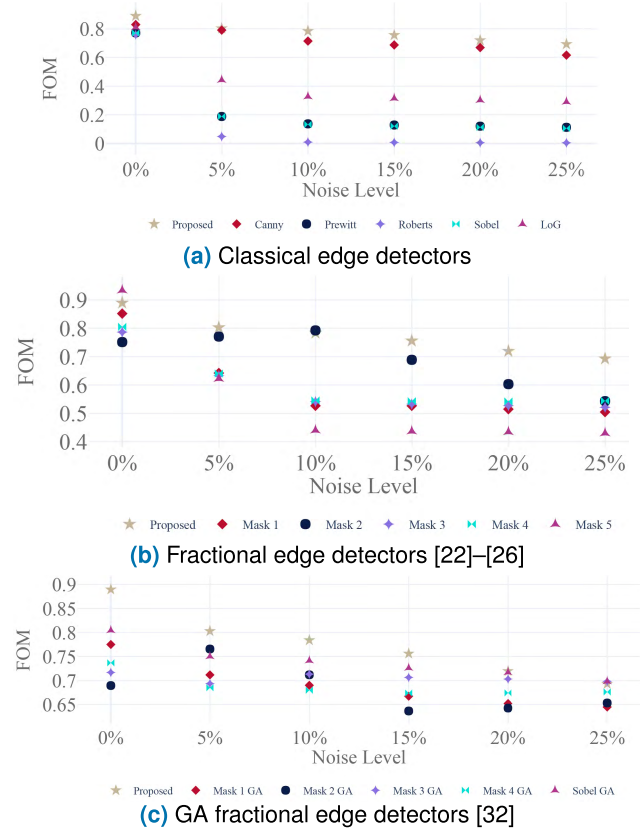 0.8
0.6
0.4
0.2
0
FOM
0% 5% 10% 15% 20% 25%
Noise Level
Proposed Canny Prewitt Roberts Sobel LoG
(a) Classical edge detectors
0.9
0.8
0.7
0.6
0.5
0.4
FOM
0% 5% 10% 15% 20% 25%
Noise Level
Proposed Mask 1 Mask 2 Mask 3 Mask 4 Mask 5
(b) Fractional edge detectors [22]–[26]
0.9
0.85
0.8
0.75
0.7
0.65
FOM
0% 5% 10% 15% 20% 25%
Noise Level
Proposed Mask 1 GA Mask 2 GA Mask 3 GA Mask 4 GA Sobel GA
(c) GA fractional edge detectors [32]